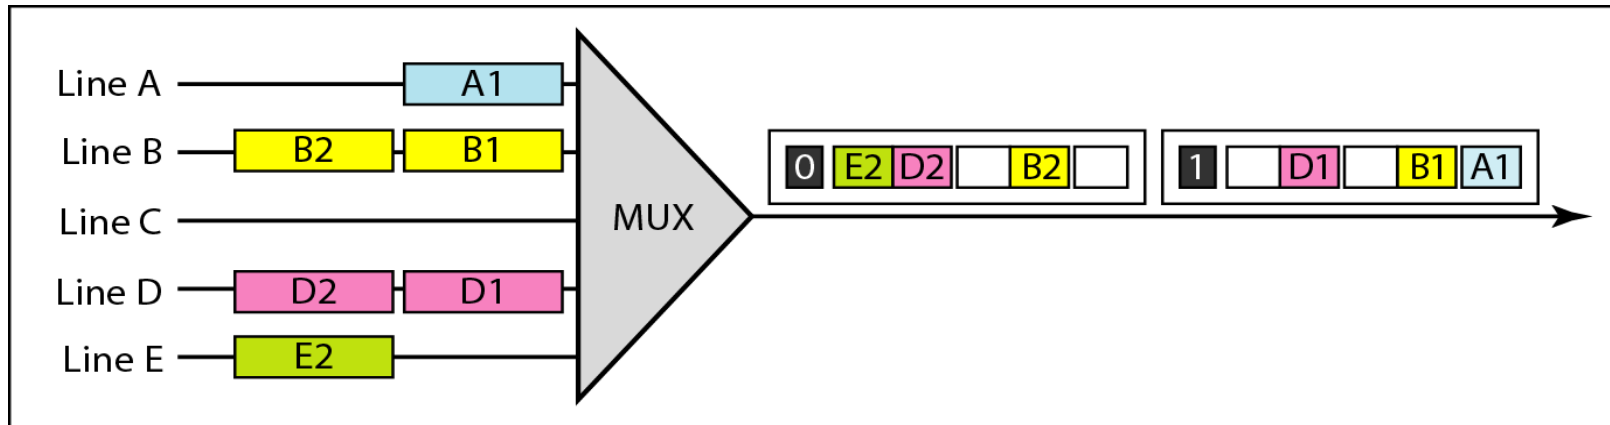 Line A A1
Line B B2 B1
Line C
Line D D2 D1
Line E E2
MUX
0 E2 D2 B2
1 D1 B1 A1